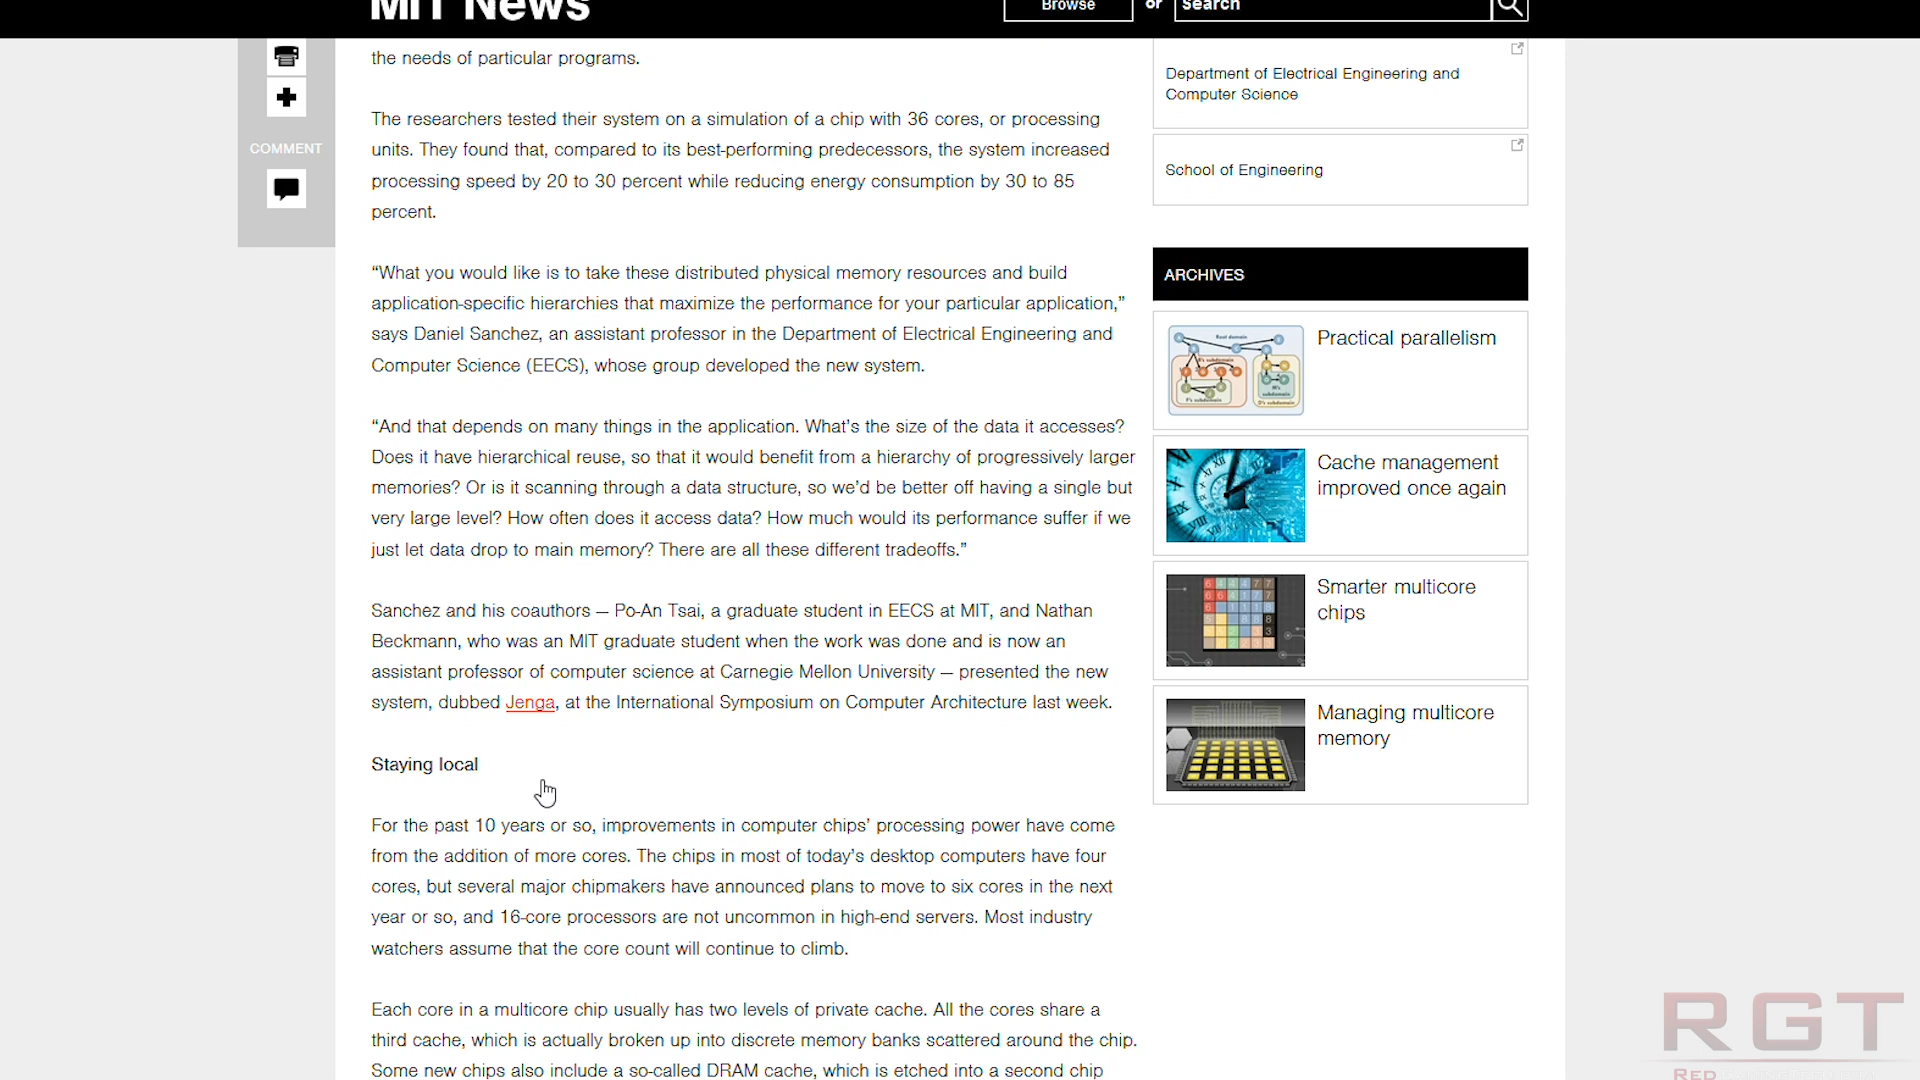 MIT News
Browse
or
Search
the needs of particular programs.
The researchers tested their system on a simulation of a chip with 36 cores, or processing
units. They found that, compared to its best-performing predecessors, the system increased
processing speed by 20 to 30 percent while reducing energy consumption by 30 to 85
percent.
“What you would like is to take these distributed physical memory resources and build
application-specific hierarchies that maximize the performance for your particular application,”
says Daniel Sanchez, an assistant professor in the Department of Electrical Engineering and
Computer Science (EECS), whose group developed the new system.
“And that depends on many things in the application. What’s the size of the data it accesses?
Does it have hierarchical reuse, so that it would benefit from a hierarchy of progressively larger
memories? Or is it scanning through a data structure, so we’d be better off having a single but
very large level? How often does it access data? How much would its performance suffer if we
just let data drop to main memory? There are all these different tradeoffs.”
Sanchez and his coauthors — Po-An Tsai, a graduate student in EECS at MIT, and Nathan
Beckmann, who was an MIT graduate student when the work was done and is now an
assistant professor of computer science at Carnegie Mellon University — presented the new
system, dubbed Jenga, at the International Symposium on Computer Architecture last week.
Staying local
For the past 10 years or so, improvements in computer chips’ processing power have come
from the addition of more cores. The chips in most of today’s desktop computers have four
cores, but several major chipmakers have announced plans to move to six cores in the next
year or so, and 16-core processors are not uncommon in high-end servers. Most industry
watchers assume that the core count will continue to climb.
Each core in a multicore chip usually has two levels of private cache. All the cores share a
third cache, which is actually broken up into discrete memory banks scattered around the chip.
Some new chips also include a so-called DRAM cache, which is etched into a second chip
COMMENT
Department of Electrical Engineering and
Computer Science
School of Engineering
ARCHIVES
Root domain
Practical parallelism
Cache management
improved once again
Smarter multicore
chips
Managing multicore
memory
RGT
RED